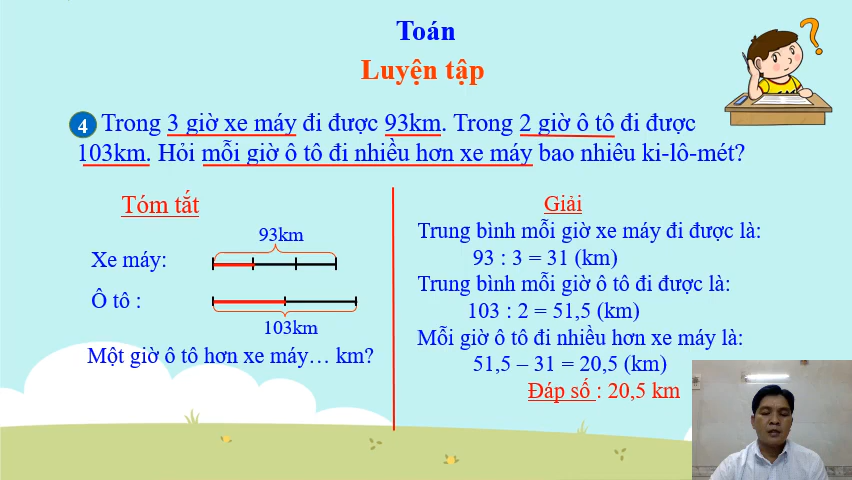 Toán
Luyện tập
4 Trong 3 giờ xe máy đi được 93km. Trong 2 giờ ô tô đi được
103km. Hỏi mỗi giờ ô tô đi nhiều hơn xe máy bao nhiêu ki-lô-mét?
Tóm tắt
93km
Xe máy:
Ô tô :
103km
Một giờ ô tô hơn xe máy… km?
Giải
Trung bình mỗi giờ xe máy đi được là:
93 : 3 = 31 (km)
Trung bình mỗi giờ ô tô đi được là:
103 : 2 = 51,5 (km)
Mỗi giờ ô tô đi nhiều hơn xe máy là:
51,5 – 31 = 20,5 (km)
Đáp số : 20,5 km